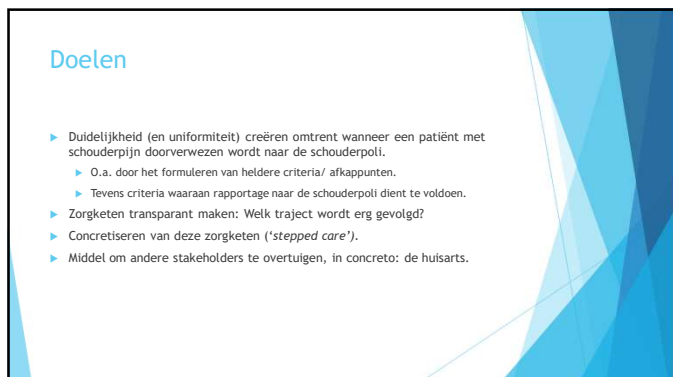 Doelen
Duidelijkheid (en uniformiteit) creëren omtrent wanneer een patiënt met
schouderpijn doorverwezen wordt naar de schouderpoli.
O.a. door het formuleren van heldere criteria/ afkappunten.
Tevens criteria waaraan rapportage naar de schouderpoli dient te voldoen.
Zorgketen transparant maken: Welk traject wordt erg gevolgd?
Concretiseren van deze zorgketen (‘stepped care’).
Middel om andere stakeholders te overtuigen, in concreto: de huisarts.